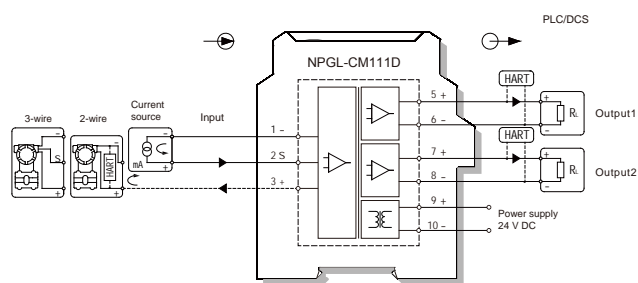 PLC/DCS
NPGL-CM111D
HART
3-wire
2-wire
Current
source
Input
5 +
6 -
Output1
RL
HART
1 -
2 S
3 +
mA
S
HART
7 +
8 -
Output2
RL
9 +
10 -
Power supply
24 V DC